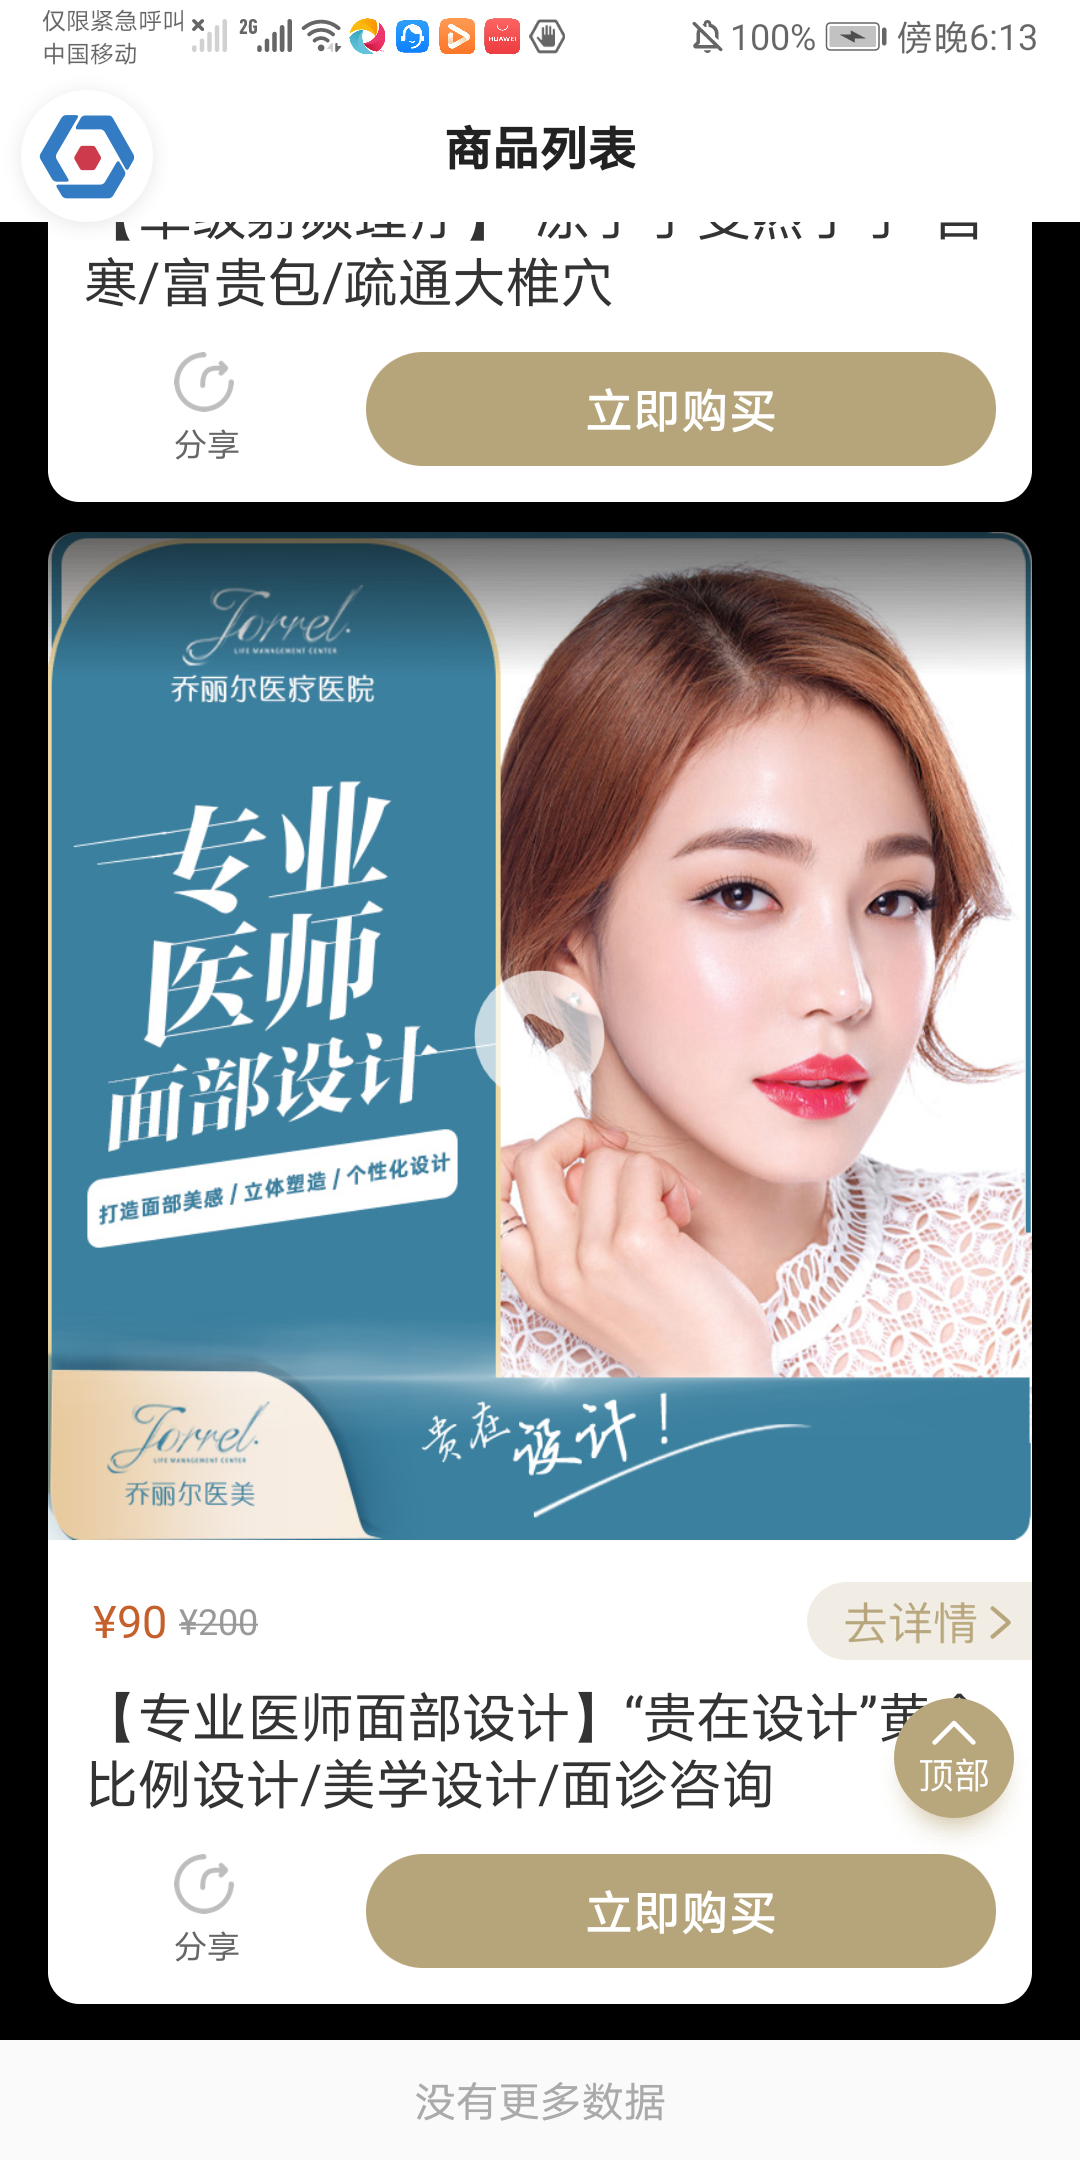 仅限紧急呼叫
中国移动
2G
HUAWEI
100%
傍晚6:13
商品列表
寒/富贵包/疏通大椎穴
分享
立即购买
Jorrel.
LIFE MANAGEMENT CENTER
乔丽尔医疗医院
专业
医师
面部设计
打造面部美感 / 立体塑造 / 个性化设计
Jorrel.
LIFE MANAGEMENT CENTER
乔丽尔医美
贵在设计！
¥90 ¥200
去详情
【专业医师面部设计】“贵在设计”黄金
比例设计/美学设计/面诊咨询
顶部
分享
立即购买
没有更多数据